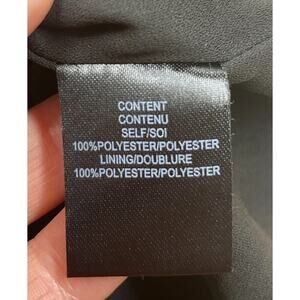 CONTENT
CONTENU
SELF/SOI
100%POLYESTER/POLYESTER
LINING/DOUBLURE
100%POLYESTER/POLYESTER